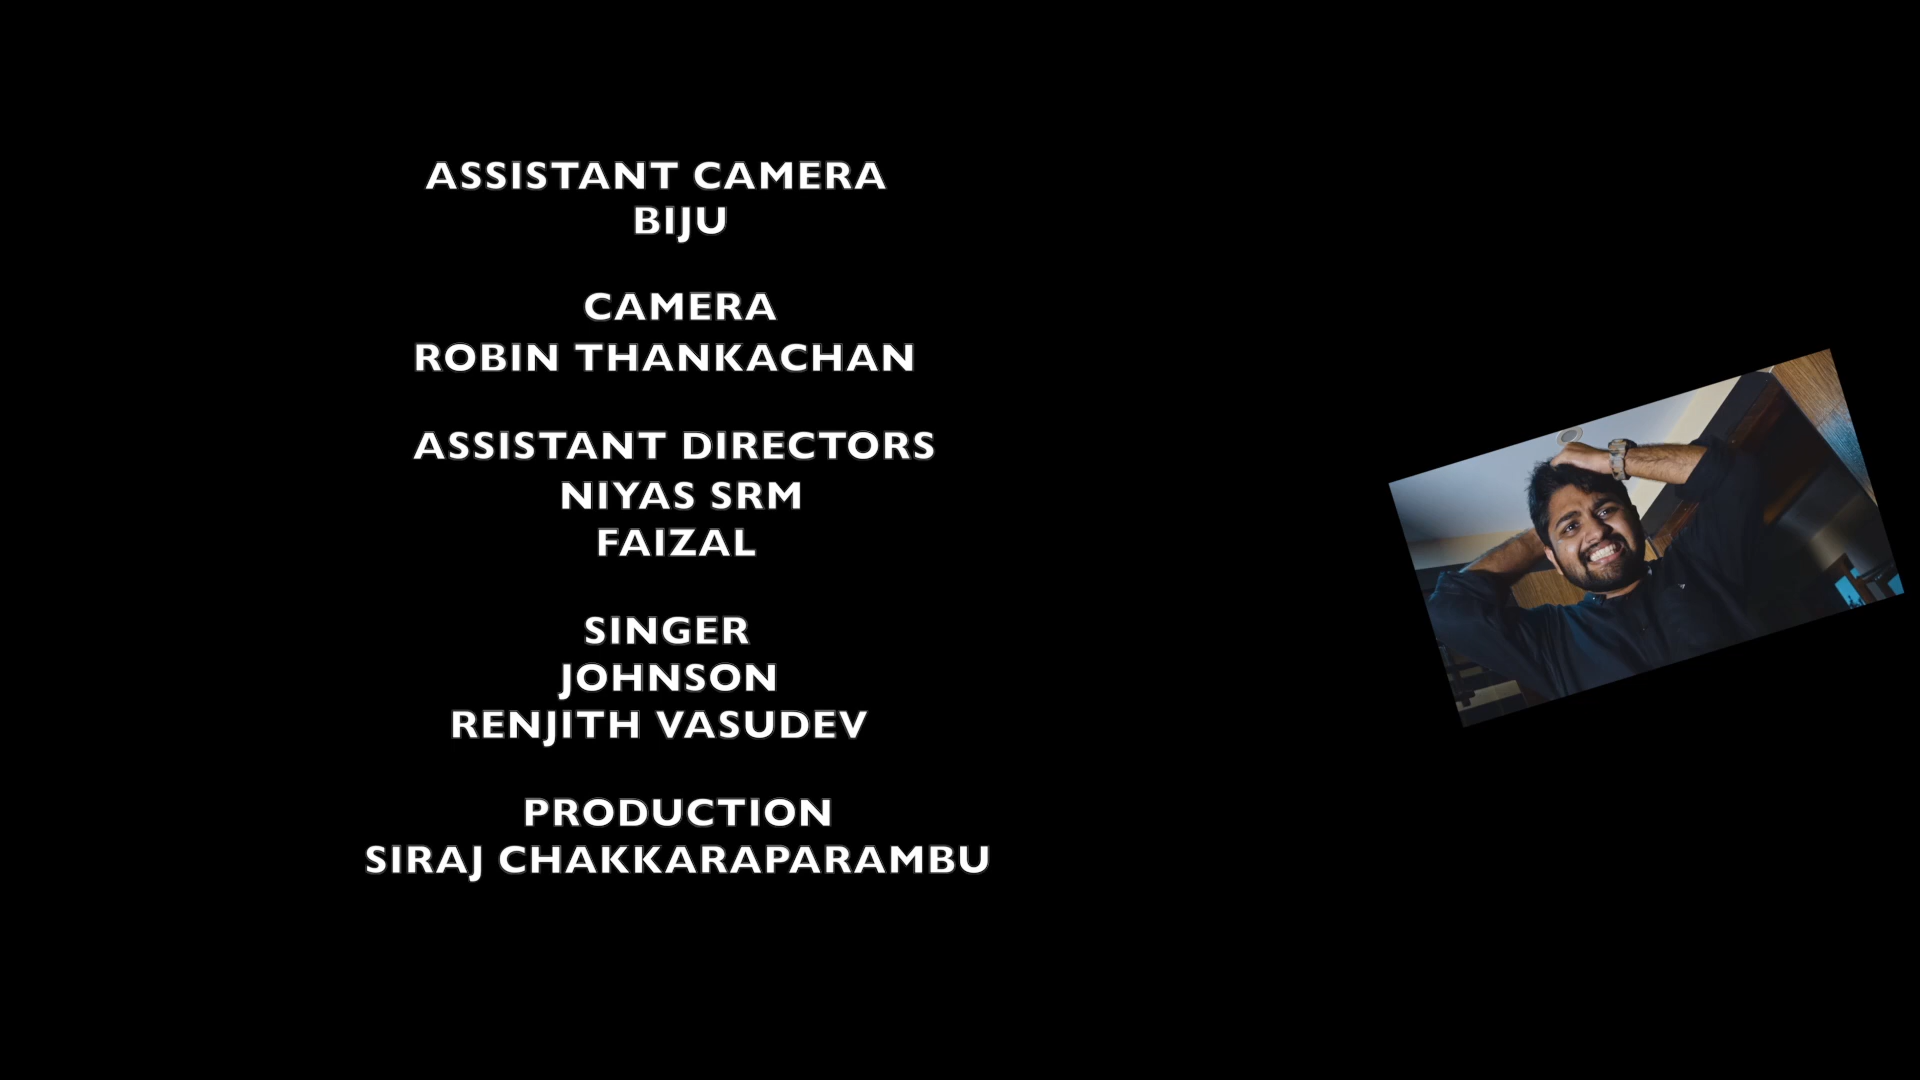 ASSISTANT CAMERA
BIJU
CAMERA
ROBIN THANKACHAN
ASSISTANT DIRECTORS
NIYAS SRM
FAIZAL
SINGER
JOHNSON
RENJITH VASUDEV
PRODUCTION
SIRAJ CHAKKARAPARAMBU